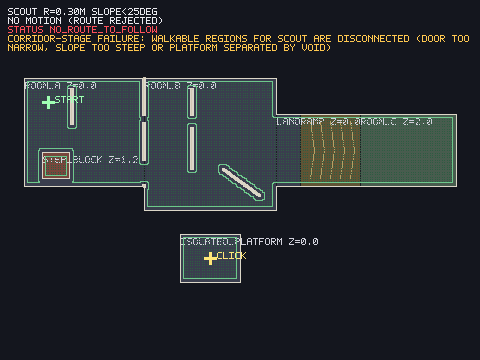 SCOUT R=0.30M SLOPE<25DEG
NO MOTION (ROUTE REJECTED)
STATUS NO_ROUTE_TO_FOLLOW
CORRIDOR-STAGE FAILURE: WALKABLE REGIONS FOR SCOUT ARE DISCONNECTED (DOOR TOO
NARROW, SLOPE TOO STEEP OR PLATFORM SEPARATED BY VOID)
ROOM_A Z=0.0
ROOM_B Z=0.0
START
Z=0.0
ROOM_C Z=2.0
Z=1.2
ISOLATED_PLATFORM Z=0.0
CLICK